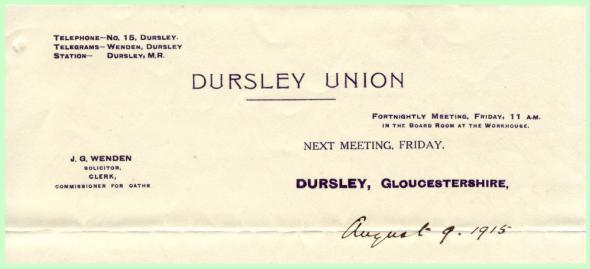 TELEPHONE—NO. 15, DURSLEY.
TELEGRAMS—WENDEN, DURSLEY
STATION— DURSLEY, M.R.
DURSLEY UNION
FORTNIGHTLY MEETING, FRIDAY, 11 A.M.
IN THE BOARD ROOM AT THE WORKHOUSE.
NEXT MEETING, FRIDAY.
J. G. WENDEN
SOLICITOR,
CLERK,
COMMISSIONER FOR OATHS
DURSLEY, GLOUCESTERSHIRE,
August 9. 1915